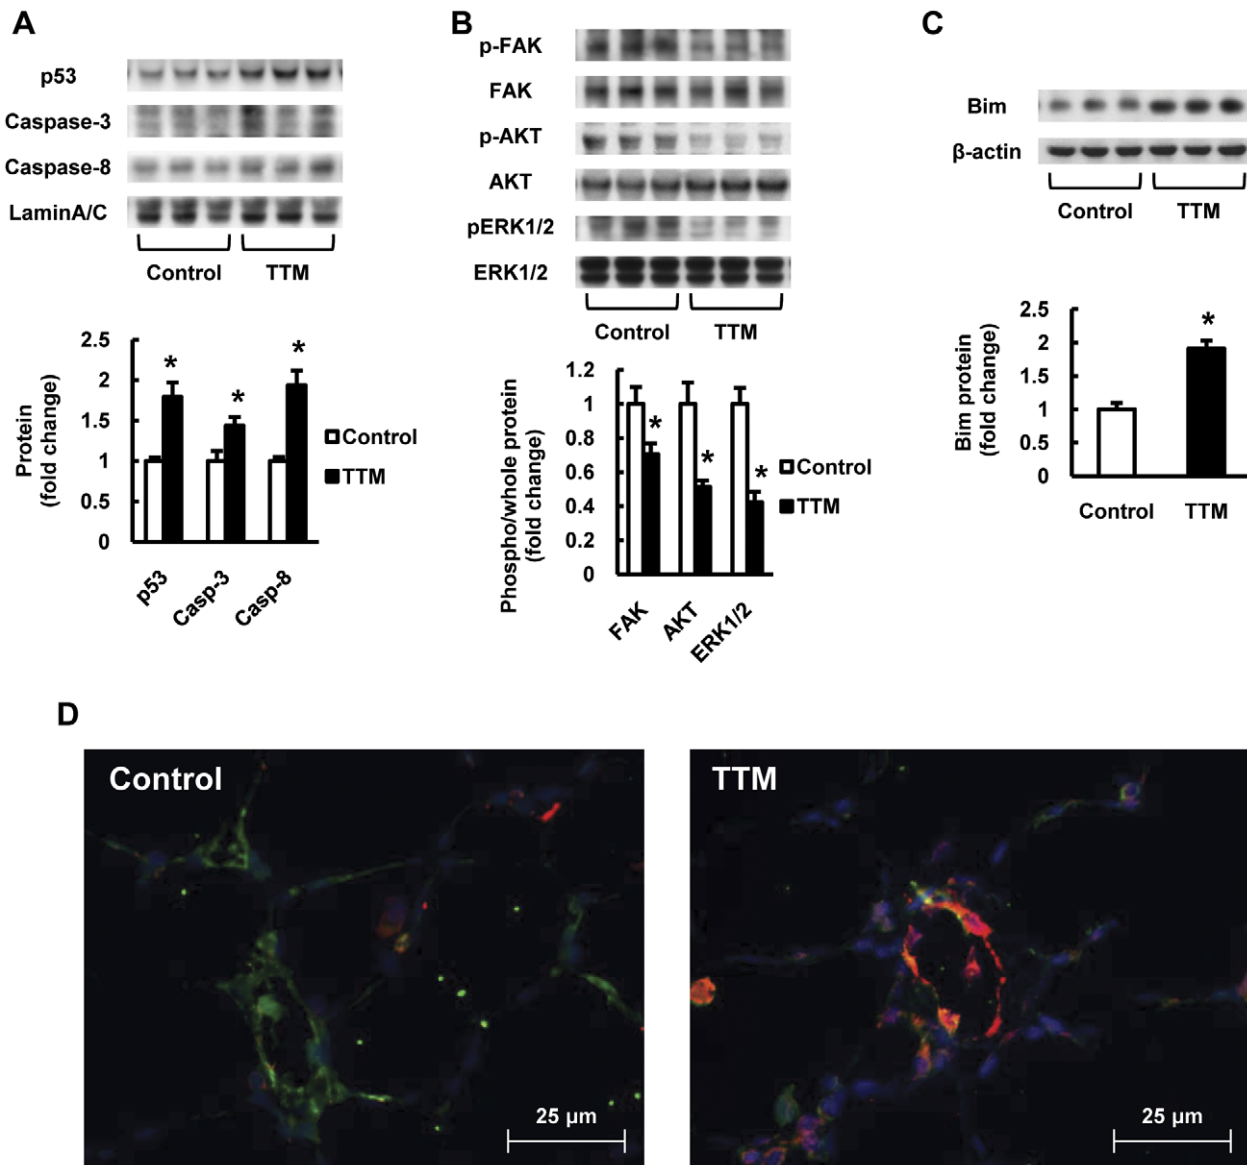 A
p53
Caspase-3
Caspase-8
LaminA/C
Control TTM
Protein
(fold change)
2.5
2
1.5
1
0.5
0
* * *
p53 Casp-3 Casp-8
Control
TTM
B
p-FAK
FAK
p-AKT
AKT
pERK1/2
ERK1/2
Control TTM
Phospho/whole protein
(fold change)
1.2
1
0.8
0.6
0.4
0.2
0
* * *
FAK AKT ERK1/2
Control
TTM
C
Bim
β-actin
Control TTM
Bim protein
(fold change)
2.5
2
1.5
1
0.5
0
*
Control TTM
D
Control
25 μm
TTM
25 μm